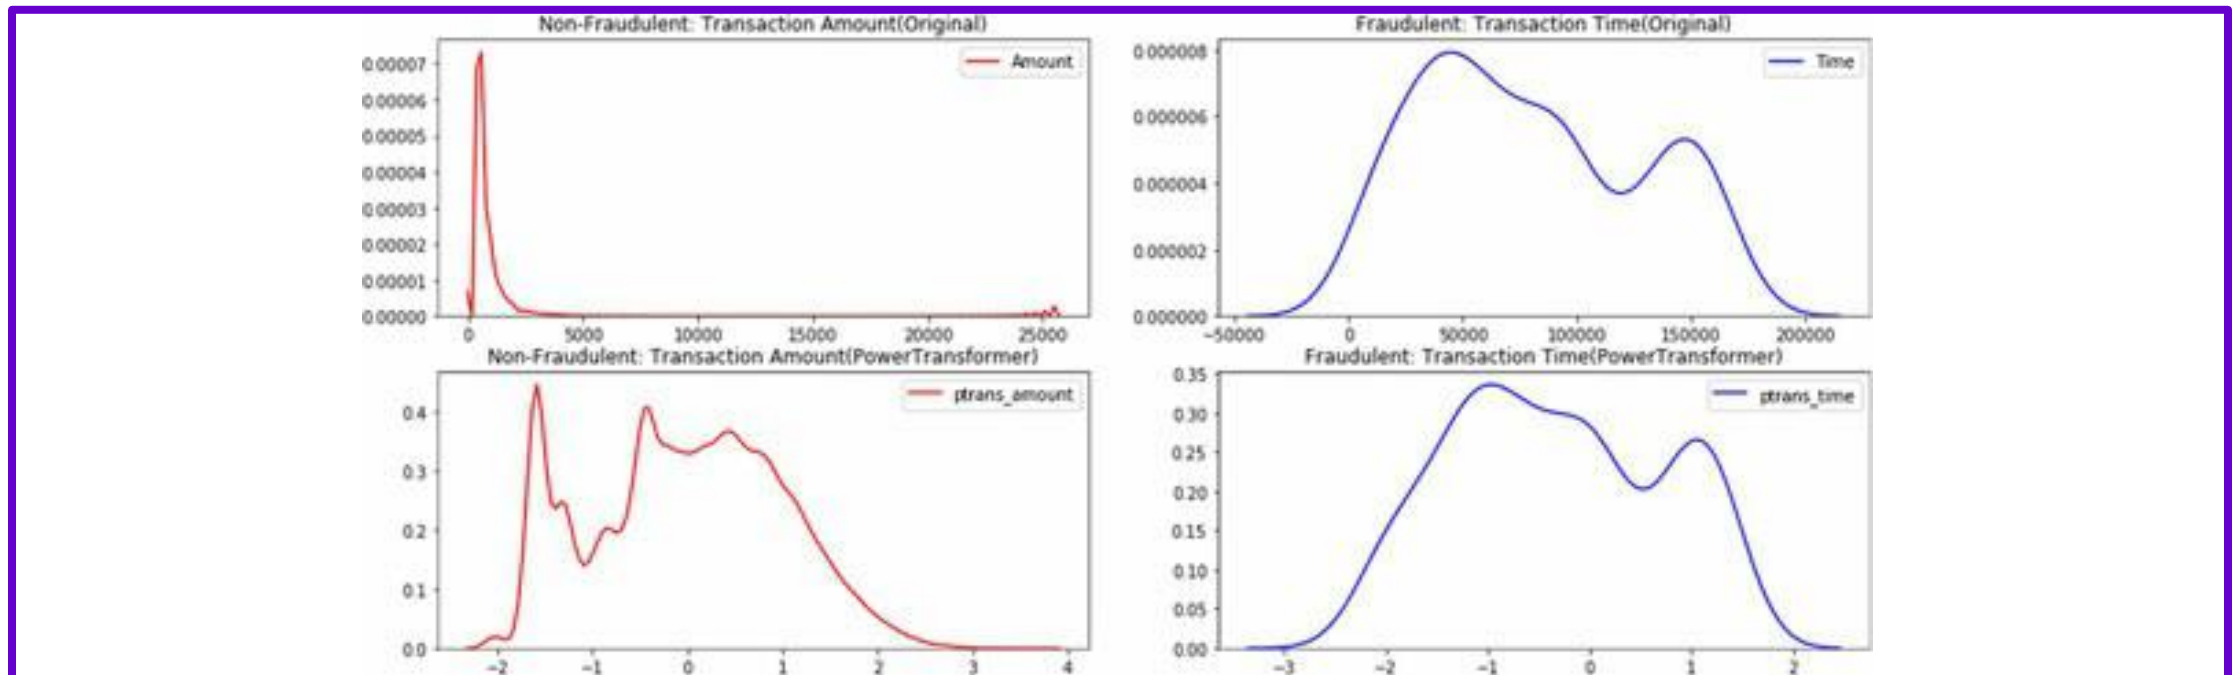 Non-Fraudulent: Transaction Amount(Original)
0.00007
0.00006
0.00005
0.00004
0.00003
0.00002
0.00001
0.00000
Amount
0 5000 10000 15000 20000 25000
Fraudulent: Transaction Time(Original)
0.000008
0.000006
0.000004
0.000002
0.000000
Time
−50000 0 50000 100000 150000 200000
Non-Fraudulent: Transaction Amount(PowerTransformer)
0.4
0.3
0.2
0.1
0.0
ptrans_amount
−2 −1 0 1 2 3 4
Fraudulent: Transaction Time(PowerTransformer)
0.35
0.30
0.25
0.20
0.15
0.10
0.05
0.00
ptrans_time
−3 −2 −1 0 1 2